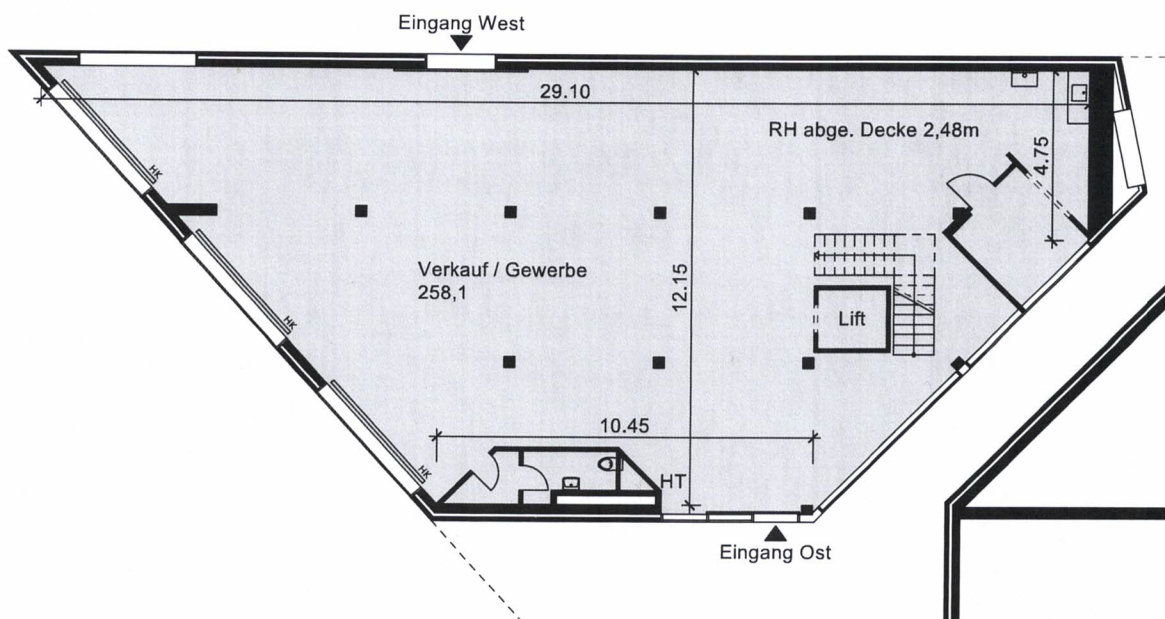 Eingang West
29.10
RH abge. Decke 2,48m
4.75
HK
Verkauf / Gewerbe
258,1
12.15
HK
Lift
10.45
HK
HT
Eingang Ost